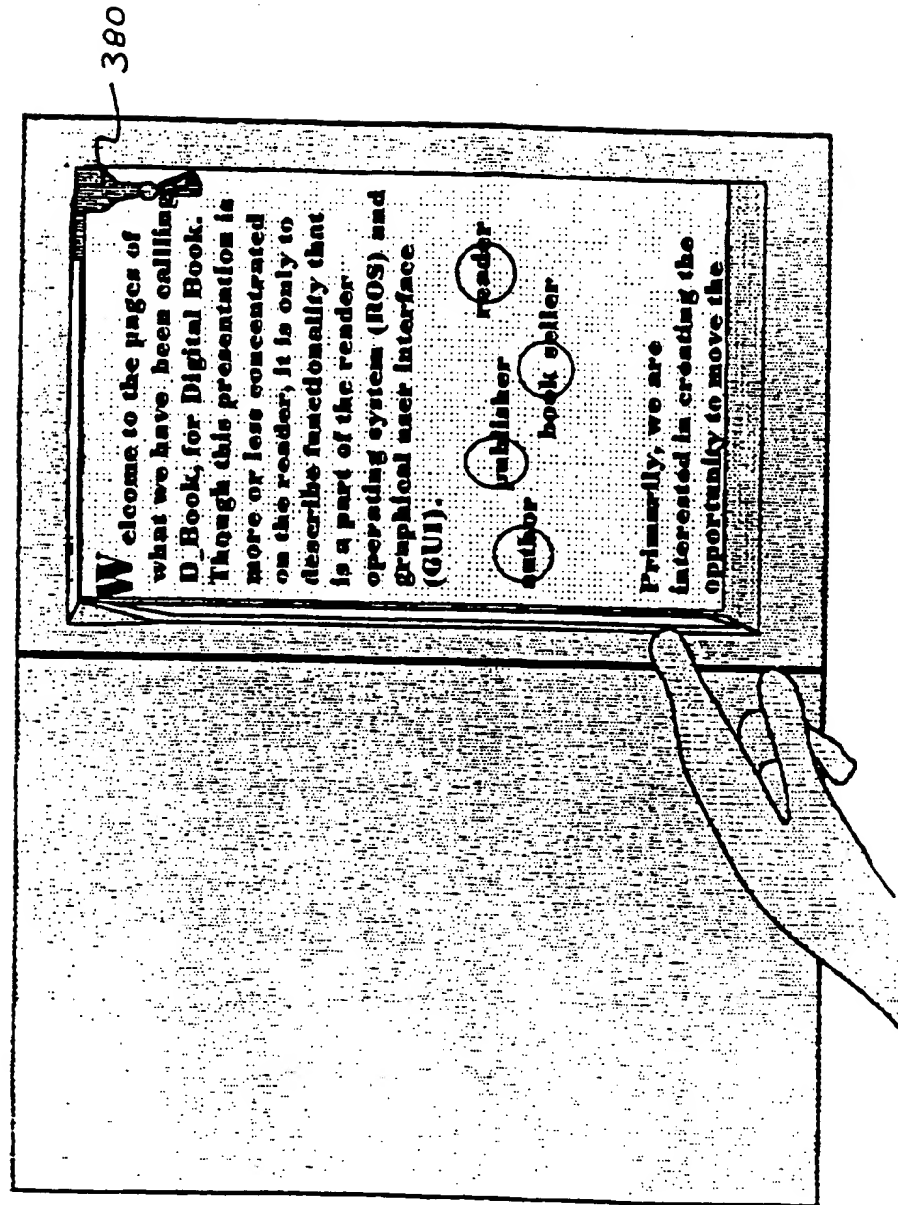 380
Welcome to the pages of
what we have been calling
D_Book, for Digital Book.
Though this presentation is
more or less concentrated
on the reader, it is only to
describe functionality that
is a part of the reader
operating system (ROS) and
graphical user interface
(GUI).
author publisher reader
book seller
Primarily, we are
interested in creating the
opportunity to move the